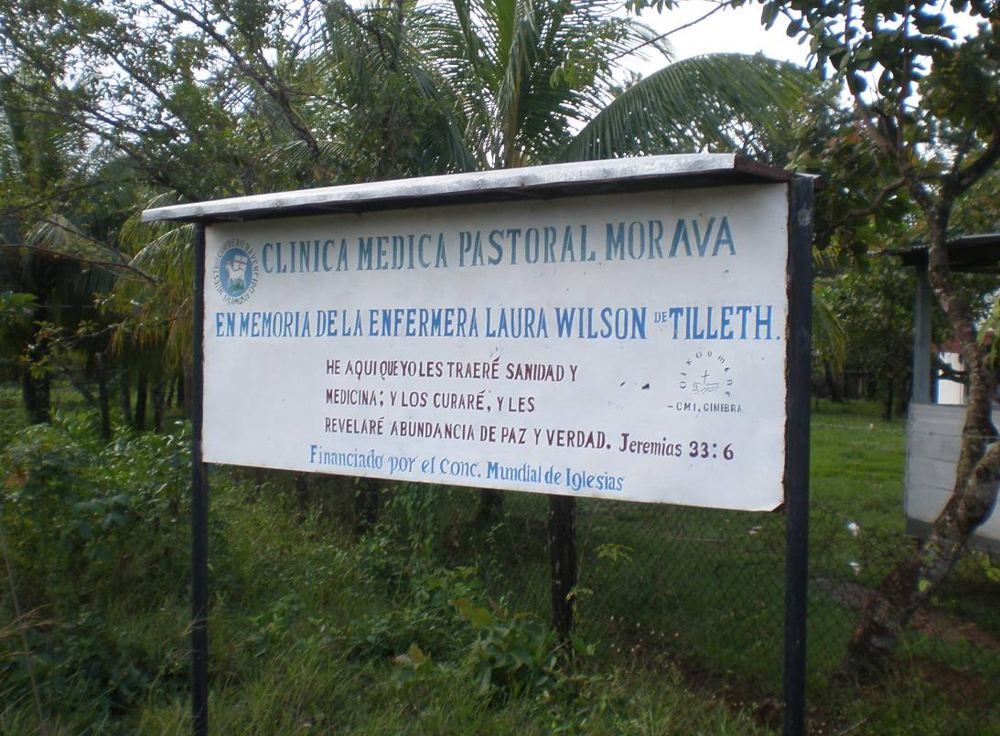 CLINICA MEDICA PASTORAL MORAVA
EN MEMORIA DE LA ENFERMERA LAURA WILSON DE TILLETH.
HE AQUI QUE YO LES TRAERÉ SANIDAD Y
MEDICINA; Y LOS CURARÉ, Y LES
REVELARÉ ABUNDANCIA DE PAZ Y VERDAD. Jeremias 33:6
OIKOUMENE
-CMI, GINEBRA
Financiado por el Conc. Mundial de Iglesias